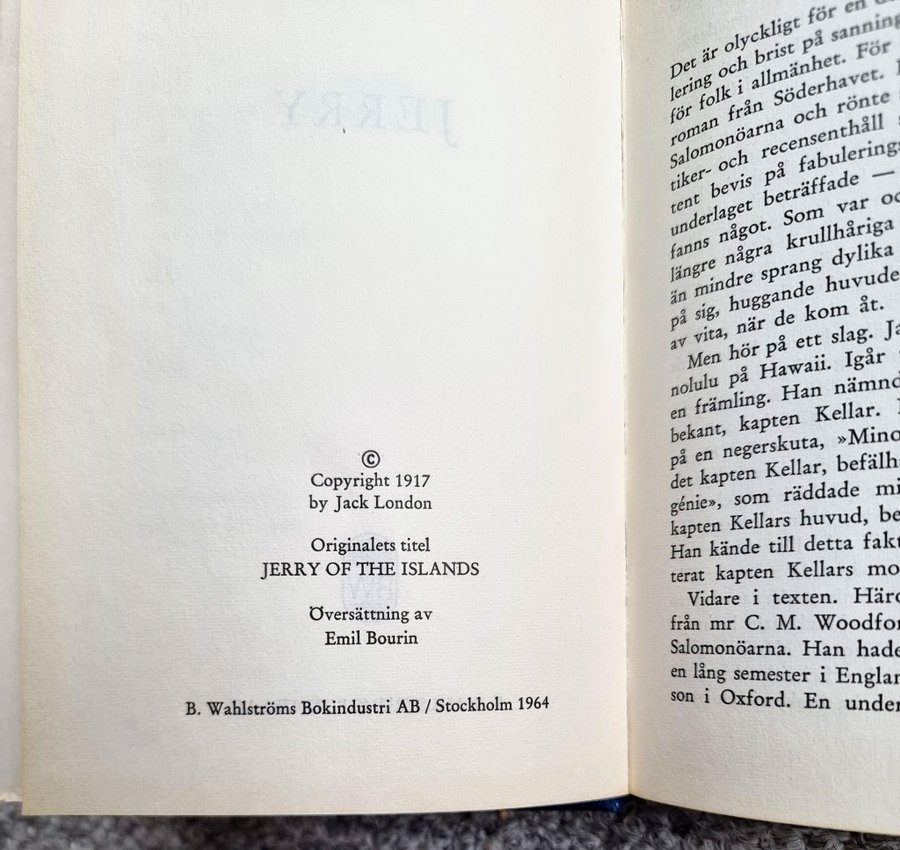 JERRY
©
Copyright 1917
by Jack London
Originalets titel
JERRY OF THE ISLANDS
Översättning av
Emil Bourin
B. Wahlströms Bokindustri AB / Stockholm 1964
Det är olyckligt för en
lering och brist på sanning
för folk i allmänhet. För
roman från Söderhavet.
Salomonöarna och rönte
tiker- och recensenthåll
tent bevis på fabulerings
underlaget beträffade —
fanns något. Som var
längre några krullhåriga
än mindre sprang dylika
på sig, huggande huvude
av vita, när de kom åt.
Men hör på ett slag.
nolulu på Hawaii. Igår
en främling. Han nämnd
bekant, kapten Kellar.
på en negerskuta, »Mino
det kapten Kellar, befälh
génie», som räddade mi
kapten Kellars huvud, be
Han kände till detta fakt
terat kapten Kellars mo
Vidare i texten. Häro
från mr C. M. Woodfor
Salomonöarna. Han hade
en lång semester i Englan
son i Oxford. En under